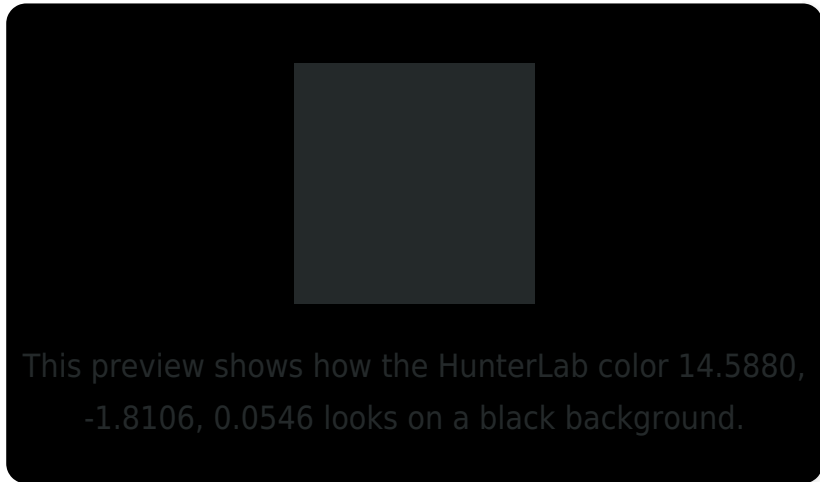 This preview shows how the HunterLab color 14.5880,
-1.8106, 0.0546 looks on a black background.